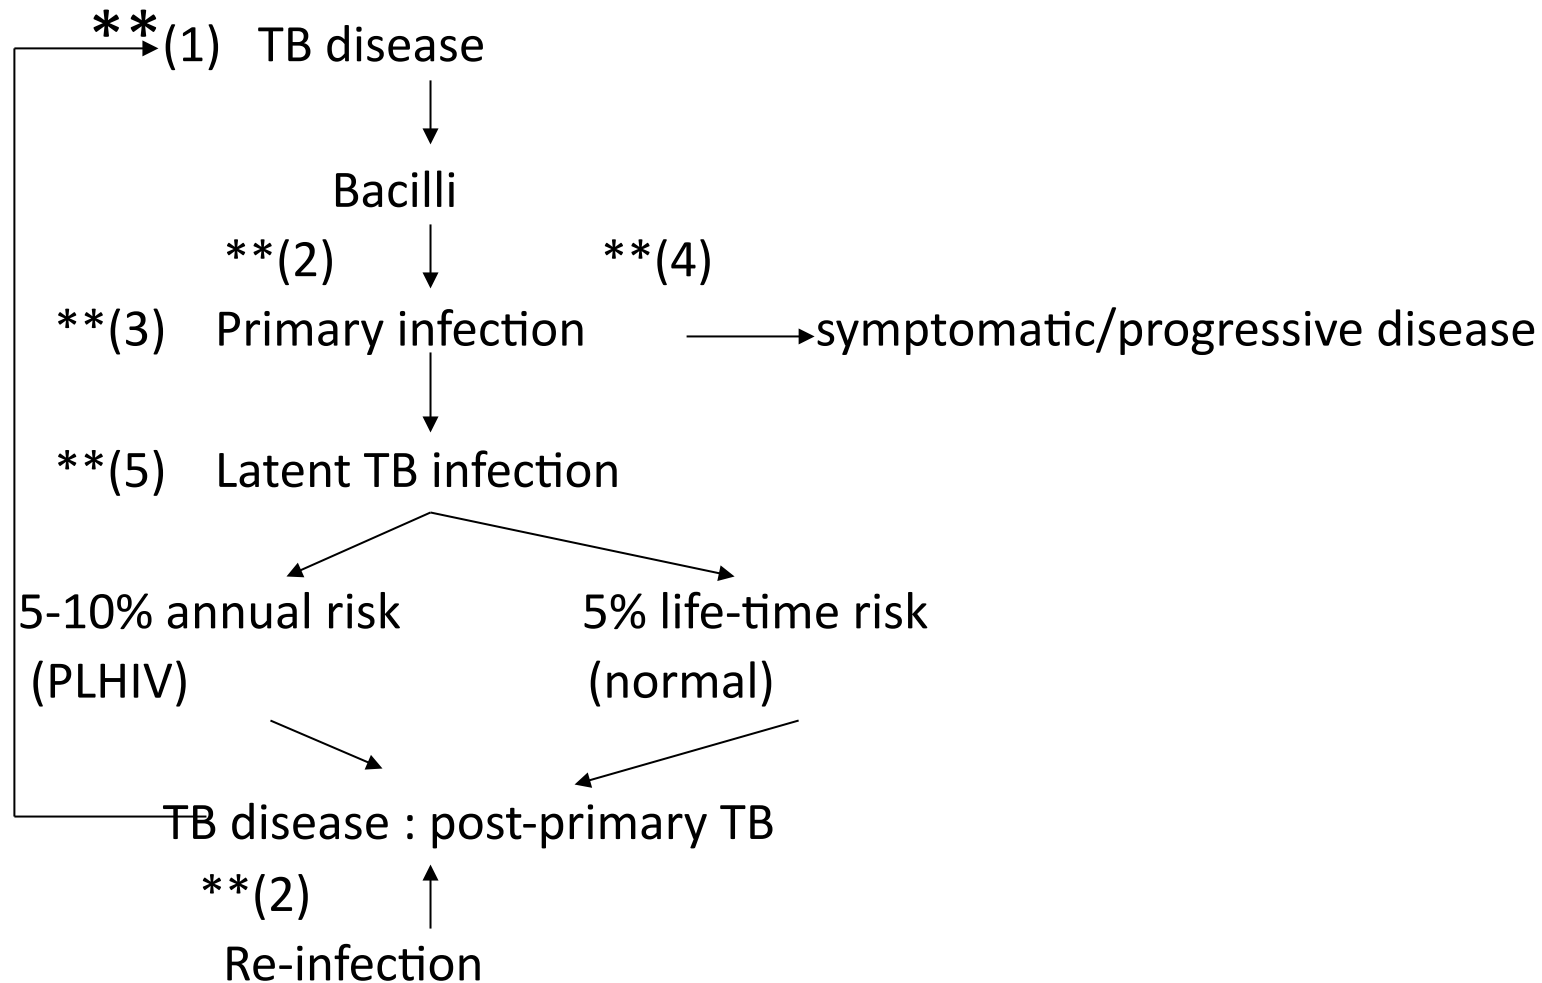 **(1) TB disease
Bacilli
**(2) **(4)
**(3) Primary infection symptomatic/progressive disease
**(5) Latent TB infection
5-10% annual risk 5% life-time risk
(PLHIV) (normal)
TB disease : post-primary TB
**(2)
Re-infection